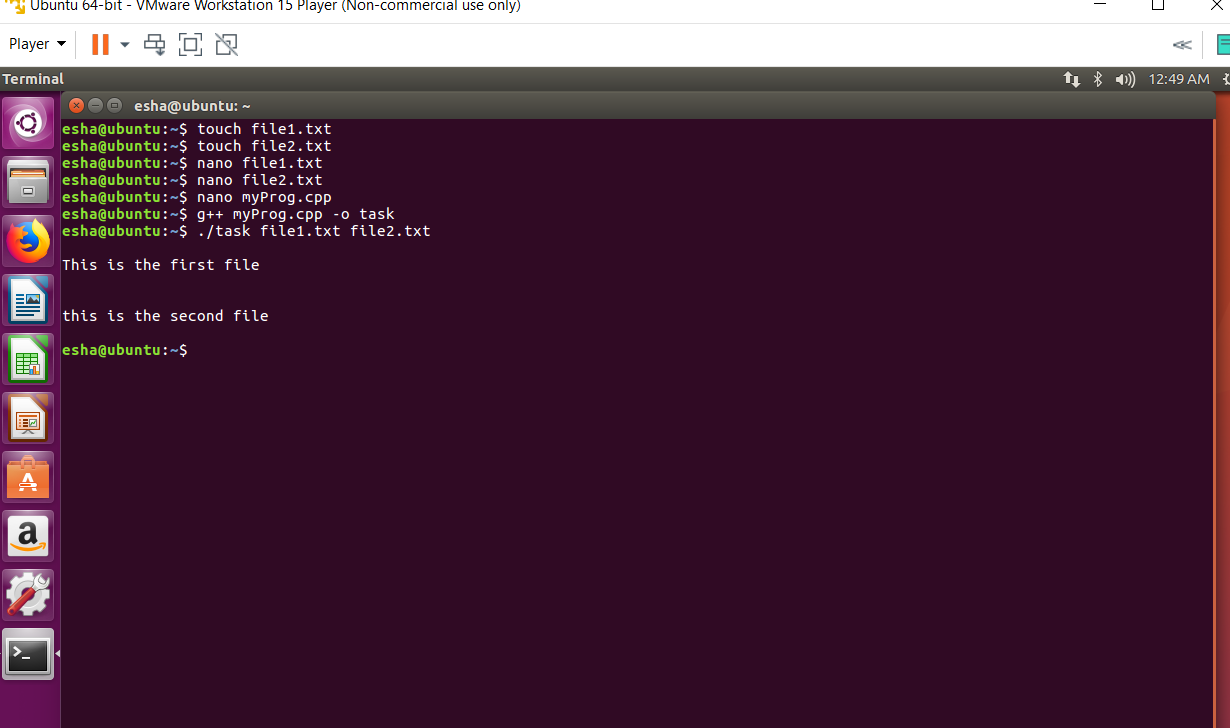 Ubuntu 64-bit - VMware Workstation 15 Player (Non-commercial use only)
Player
Terminal
12:49 AM
esha@ubuntu: ~
esha@ubuntu:~$ touch file1.txt
esha@ubuntu:~$ touch file2.txt
esha@ubuntu:~$ nano file1.txt
esha@ubuntu:~$ nano file2.txt
esha@ubuntu:~$ nano myProg.cpp
esha@ubuntu:~$ g++ myProg.cpp -o task
esha@ubuntu:~$ ./task file1.txt file2.txt
This is the first file
this is the second file
esha@ubuntu:~$